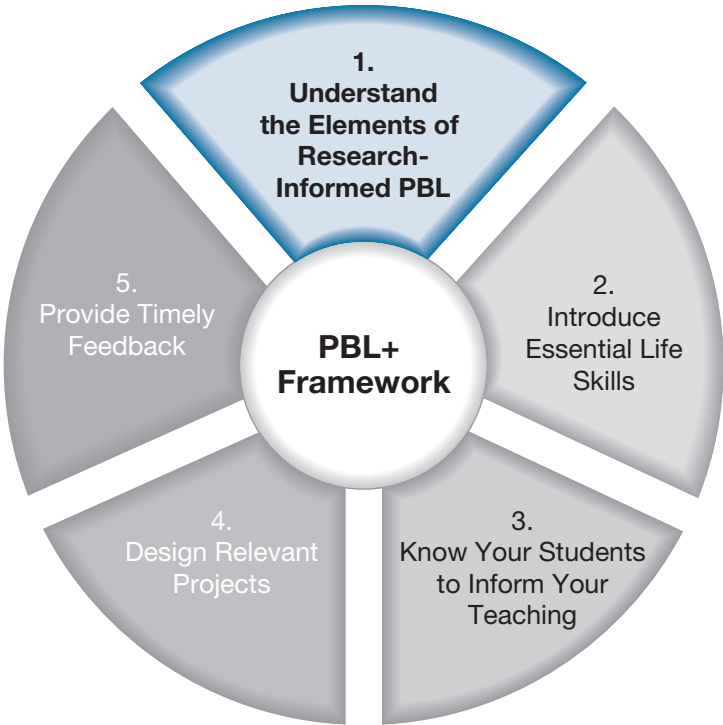 1.
Understand
the Elements of
Research-
Informed PBL
2.
Introduce
Essential Life
Skills
3.
Know Your Students
to Inform Your
Teaching
4.
Design Relevant
Projects
5.
Provide Timely
Feedback
PBL+
Framework